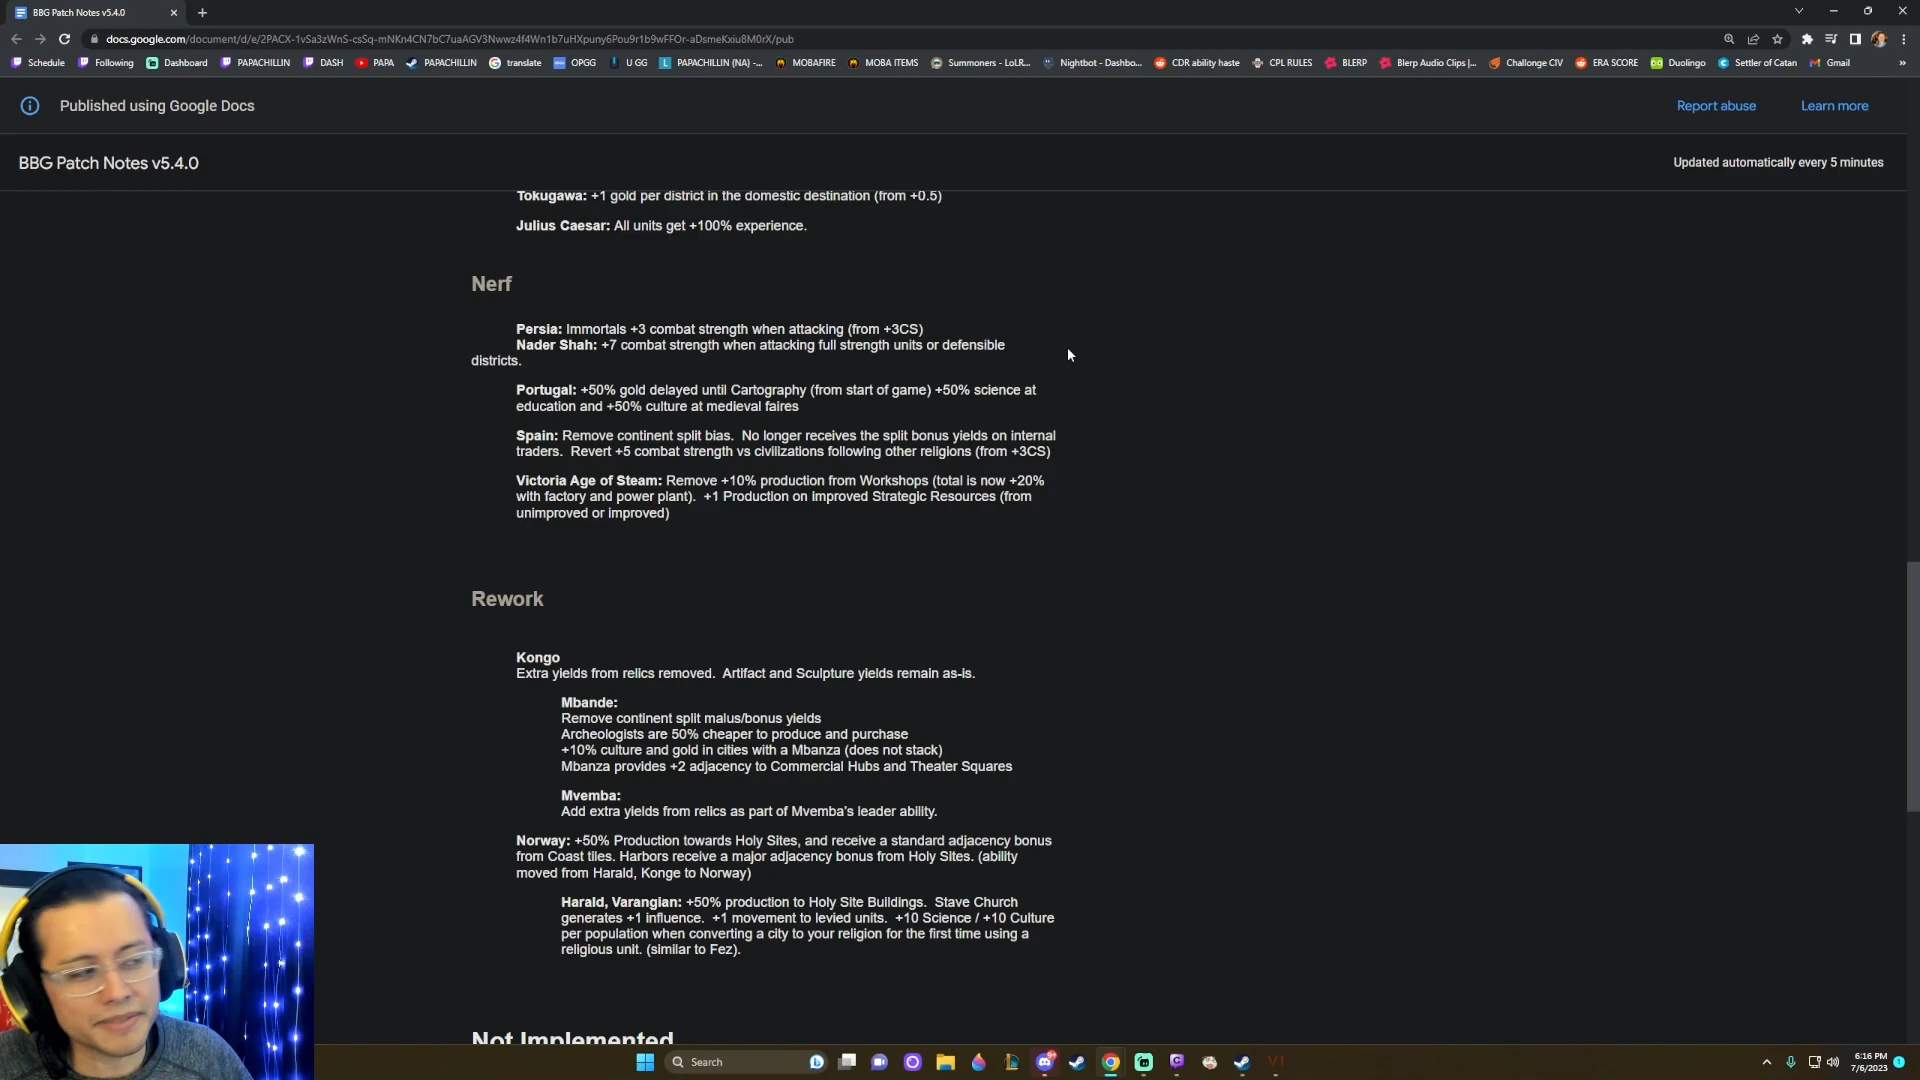 BBG Patch Notes v5.4.0
docs.google.com/document/d/e/2PACX-1vSa3zWnS-csSq-mNKn4CN7bC7uaAGV3Nwwz4f4Wn1b7uHXpuny6Pou9r1b9wFFOr-aDsmeKxiu8M0rX/pub
Schedule Following Dashboard PAPACHILLIN DASH PAPA PAPACHILLIN translate OPGG U GG PAPACHILLIN (NA) -... MOBAFIRE MOBA ITEMS Summoners - LoLR... Nightbot - Dashbo... CDR ability haste CPL RULES BLERP Blerp Audio Clips |... Challonge CIV ERA SCORE Duolingo Settler of Catan Gmail »
Published using Google Docs
Report abuse Learn more
BBG Patch Notes v5.4.0
Updated automatically every 5 minutes
Tokugawa: +1 gold per district in the domestic destination (from +0.5)
Julius Caesar: All units get +100% experience.
Nerf
Persia: Immortals +3 combat strength when attacking (from +3CS)
Nader Shah: +7 combat strength when attacking full strength units or defensible
districts.
Portugal: +50% gold delayed until Cartography (from start of game) +50% science at
education and +50% culture at medieval faires
Spain: Remove continent split bias. No longer receives the split bonus yields on internal
traders. Revert +5 combat strength vs civilizations following other religions (from +3CS)
Victoria Age of Steam: Remove +10% production from Workshops (total is now +20%
with factory and power plant). +1 Production on improved Strategic Resources (from
unimproved or improved)
Rework
Kongo
Extra yields from relics removed. Artifact and Sculpture yields remain as-is.
Mbande:
Remove continent split malus/bonus yields
Archeologists are 50% cheaper to produce and purchase
+10% culture and gold in cities with a Mbanza (does not stack)
Mbanza provides +2 adjacency to Commercial Hubs and Theater Squares
Mvemba:
Add extra yields from relics as part of Mvemba's leader ability.
Norway: +50% Production towards Holy Sites, and receive a standard adjacency bonus
from Coast tiles. Harbors receive a major adjacency bonus from Holy Sites. (ability
moved from Harald, Konge to Norway)
Harald, Varangian: +50% production to Holy Site Buildings. Stave Church
generates +1 influence. +1 movement to levied units. +10 Science / +10 Culture
per population when converting a city to your religion for the first time using a
religious unit. (similar to Fez).
Not Implemented
Search
6:16 PM
7/6/2023